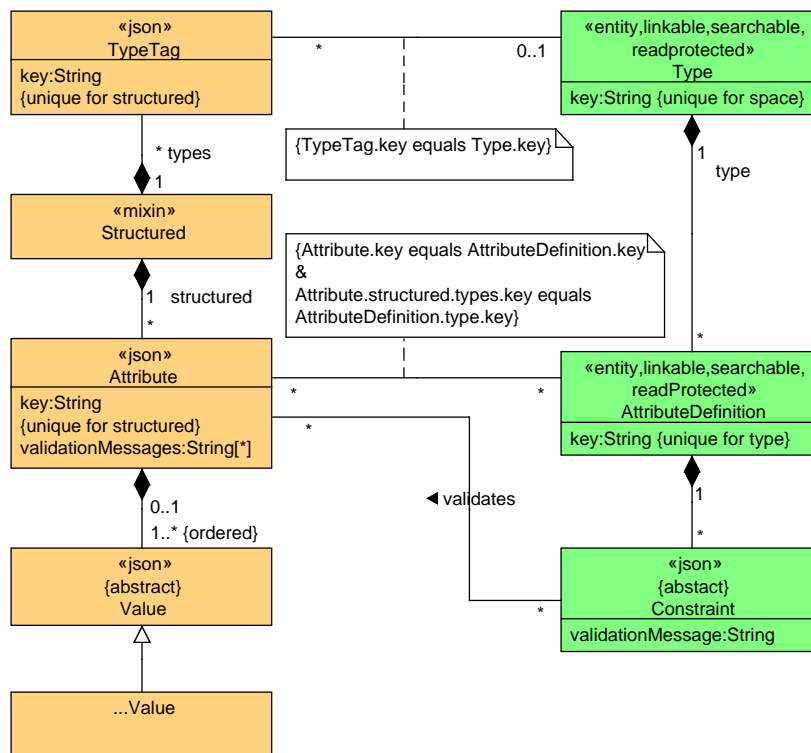 «json»
TypeTag
key:String
{unique for structured}
*
0..1
«entity,linkable,searchable,
readprotected»
Type
key:String {unique for space}
{TypeTag.key equals Type.key}
* types
1
1
type
«mixin»
Structured
{Attribute.key equals AttributeDefinition.key
&
Attribute.structured.types.key equals
AttributeDefinition.type.key}
1 structured
*
*
«json»
Attribute
key:String
{unique for structured}
validationMessages:String[*]
*
*
*
«entity,linkable,searchable,
readProtected»
AttributeDefinition
key:String {unique for type}
0..1
1..* {ordered}
◄ validates
1
*
«json»
{abstract}
Value
*
«json»
{abstact}
Constraint
validationMessage:String
...Value